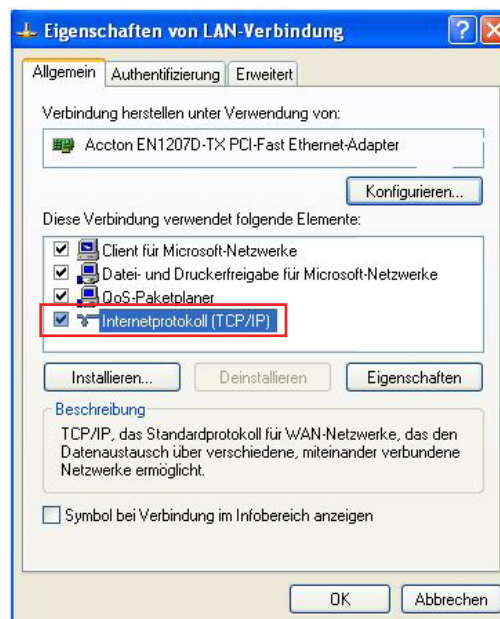 Eigenschaften von LAN-Verbindung
Allgemein Authentifizierung Erweitert
Verbindung herstellen unter Verwendung von:
Accton EN1207D-TX PCI-Fast Ethernet-Adapter
Konfigurieren...
Diese Verbindung verwendet folgende Elemente:
Client für Microsoft-Netzwerke
Datei- und Druckerfreigabe für Microsoft-Netzwerke
QoS-Paketplaner
Internetprotokoll (TCP/IP)
Installieren... Deinstallieren Eigenschaften
Beschreibung
TCP/IP, das Standardprotokoll für WAN-Netzwerke, das den
Datenaustausch über verschiedene, miteinander verbundene
Netzwerke ermöglicht.
Symbol bei Verbindung im Infobereich anzeigen
OK Abbrechen